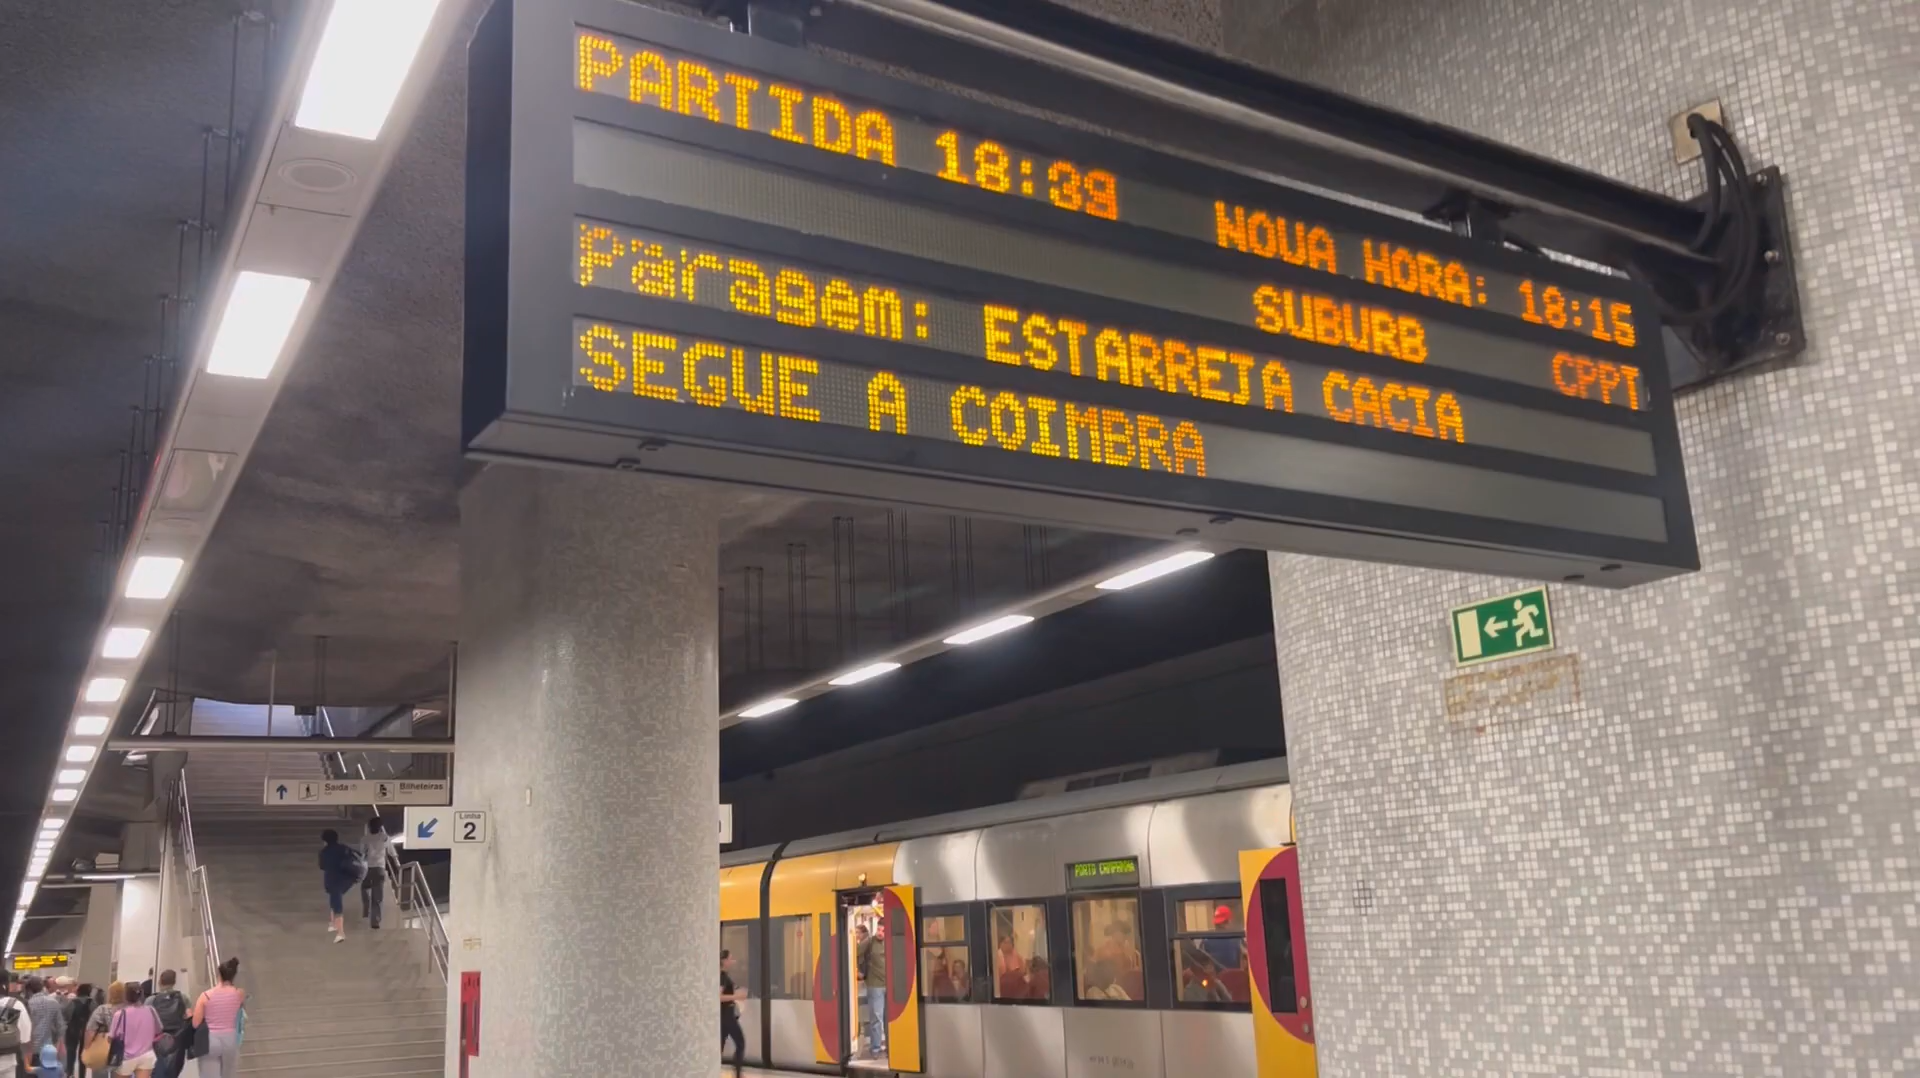 PARTIDA 18:39 NOVA HORA: 18:15
SUBURB CPPT
Paragem: ESTARREJA CACIA
SEGUE A COIMBRA
Saída Bilheteiras
Linha 2
PORTO CAMPANHA